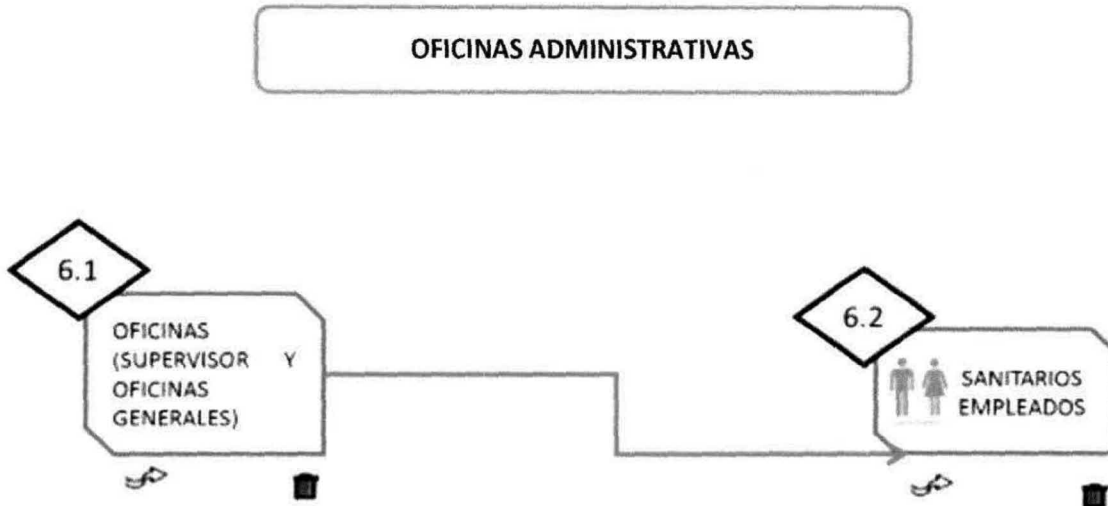 OFICINAS ADMINISTRATIVAS
6.1
OFICINAS
(SUPERVISOR Y
OFICINAS
GENERALES)
6.2
SANITARIOS
EMPLEADOS